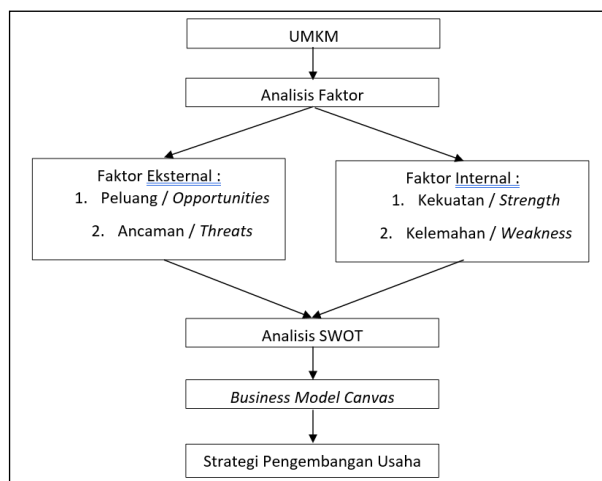 UMKM
Analisis Faktor
Faktor Eksternal :
1. Peluang / Opportunities
2. Ancaman / Threats
Faktor Internal :
1. Kekuatan / Strength
2. Kelemahan / Weakness
Analisis SWOT
Business Model Canvas
Strategi Pengembangan Usaha